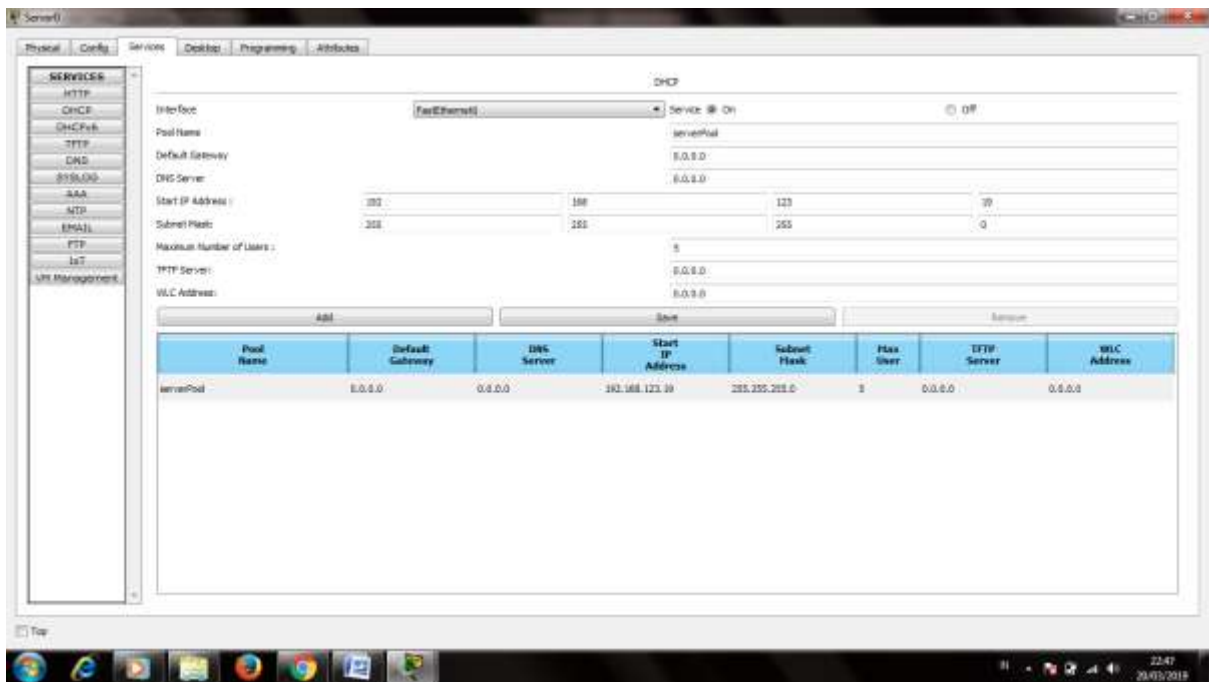 Server0
Physical Config Services Desktop Programming Attributes
SERVICES
HTTP
DHCP
DHCPv6
TFTP
DNS
SYSLOG
AAA
NTP
EMAIL
FTP
IoT
VM Management
DHCP
Interface FastEthernet0 Service On Off
Pool Name serverPool
Default Gateway 0.0.0.0
DNS Server 0.0.0.0
Start IP Address : 192 168 123
Subnet Mask: 255 255 255 0
Maximum Number of Users : 5
TFTP Server: 0.0.0.0
WLC Address: 0.0.0.0
Add Save Remove
Pool Name Default Gateway DNS Server Start IP Address Subnet Mask Max User TFTP Server WLC Address
serverPool 0.0.0.0 0.0.0.0 255.255.255.0 5 0.0.0.0 0.0.0.0
Top
22:47
20/03/2019